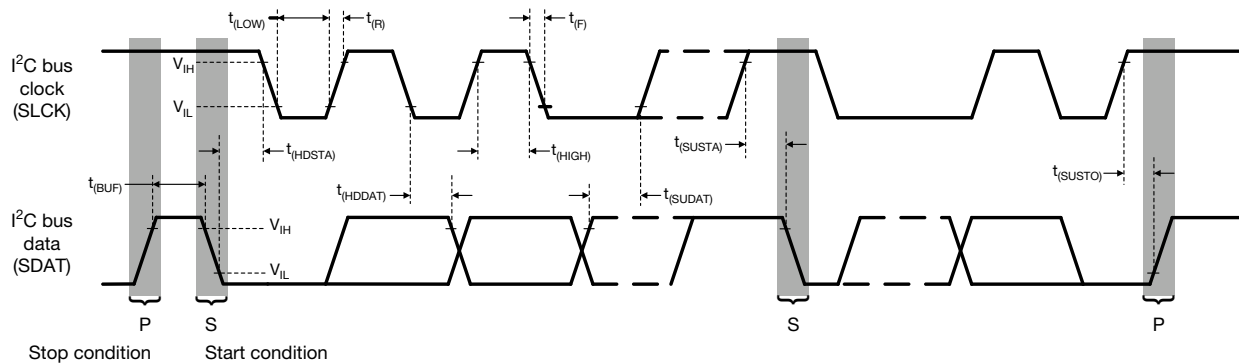 t(LOW)
t(R)
t(F)
I2C bus
clock
(SLCK)
VIH
VIL
t(HDSTA)
t(HIGH)
t(SUSTA)
t(BUF)
t(HDDAT)
t(SUDAT)
t(SUSTO)
I2C bus
data
(SDAT)
VIH
VIL
P
S
S
P
Stop condition
Start condition